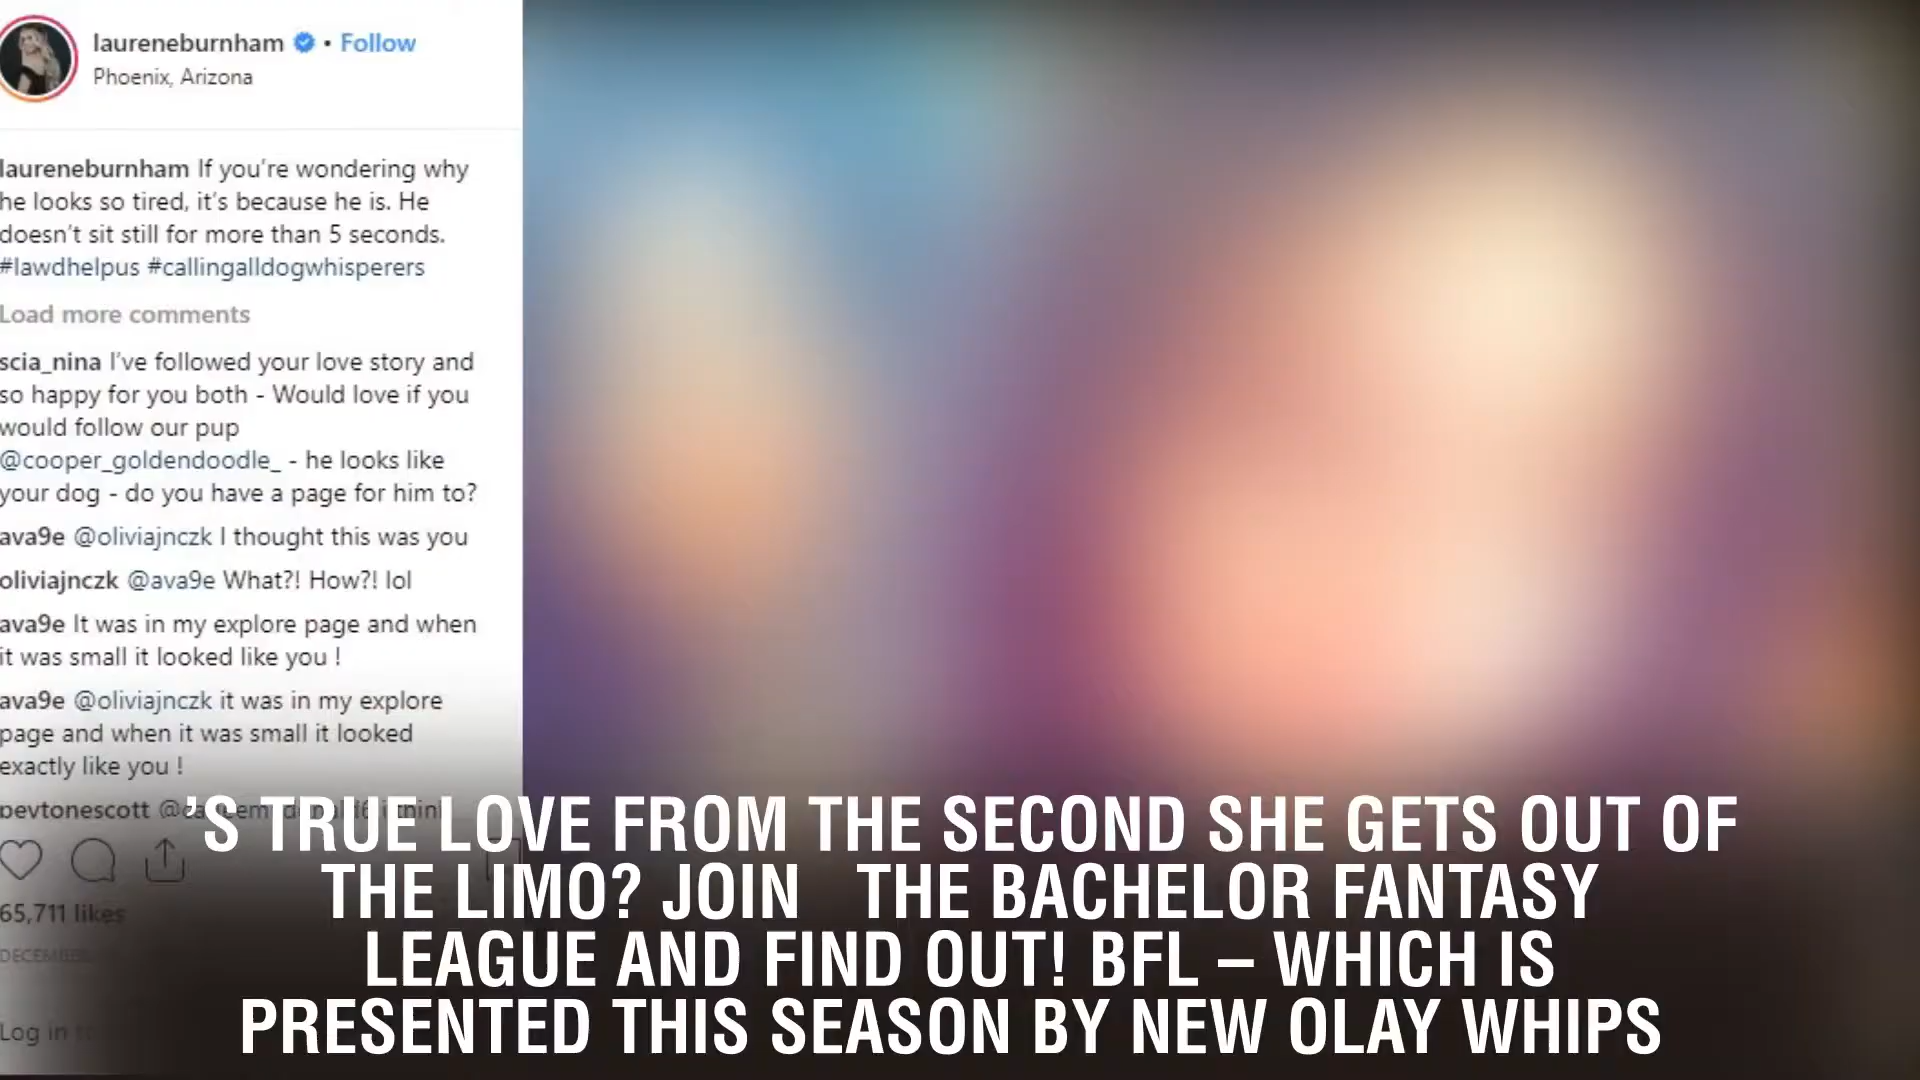 laureneburnham • Follow
Phoenix, Arizona
laureneburnham If you're wondering why
he looks so tired, it's because he is. He
doesn't sit still for more than 5 seconds.
#lawdhelpus #callingalldogwhisperers
Load more comments
scia_nina I've followed your love story and
so happy for you both - Would love if you
would follow our pup
@cooper_goldendoodle_ - he looks like
your dog - do you have a page for him to?
ava9e @oliviajnczk I thought this was you
oliviajnczk @ava9e What?! How?! lol
ava9e It was in my explore page and when
it was small it looked like you !
ava9e @oliviajnczk it was in my explore
page and when it was small it looked
exactly like you !
peytonescott
65,711 likes
Log in
'S TRUE LOVE FROM THE SECOND SHE GETS OUT OF
THE LIMO? JOIN THE BACHELOR FANTASY
LEAGUE AND FIND OUT! BFL – WHICH IS
PRESENTED THIS SEASON BY NEW OLAY WHIPS